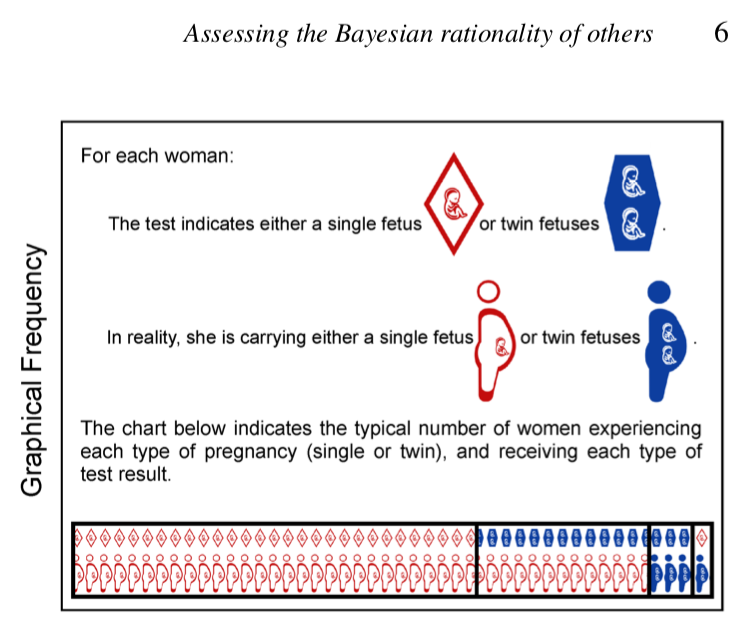 Assessing the Bayesian rationality of others 6
Graphical Frequency
For each woman:
The test indicates either a single fetus or twin fetuses .
In reality, she is carrying either a single fetus or twin fetuses .
The chart below indicates the typical number of women experiencing
each type of pregnancy (single or twin), and receiving each type of
test result.